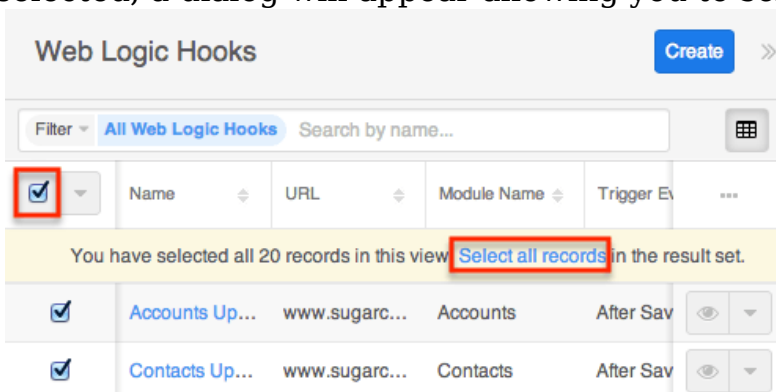 selected, a dialog will appear allowing you to se
Web Logic Hooks Create »
Filter All Web Logic Hooks Search by name...
Name URL Module Name Trigger Ev
You have selected all 20 records in this view. Select all records in the result set.
Accounts Up... www.sugarc... Accounts After Sav
Contacts Up... www.sugarc... Contacts After Sav